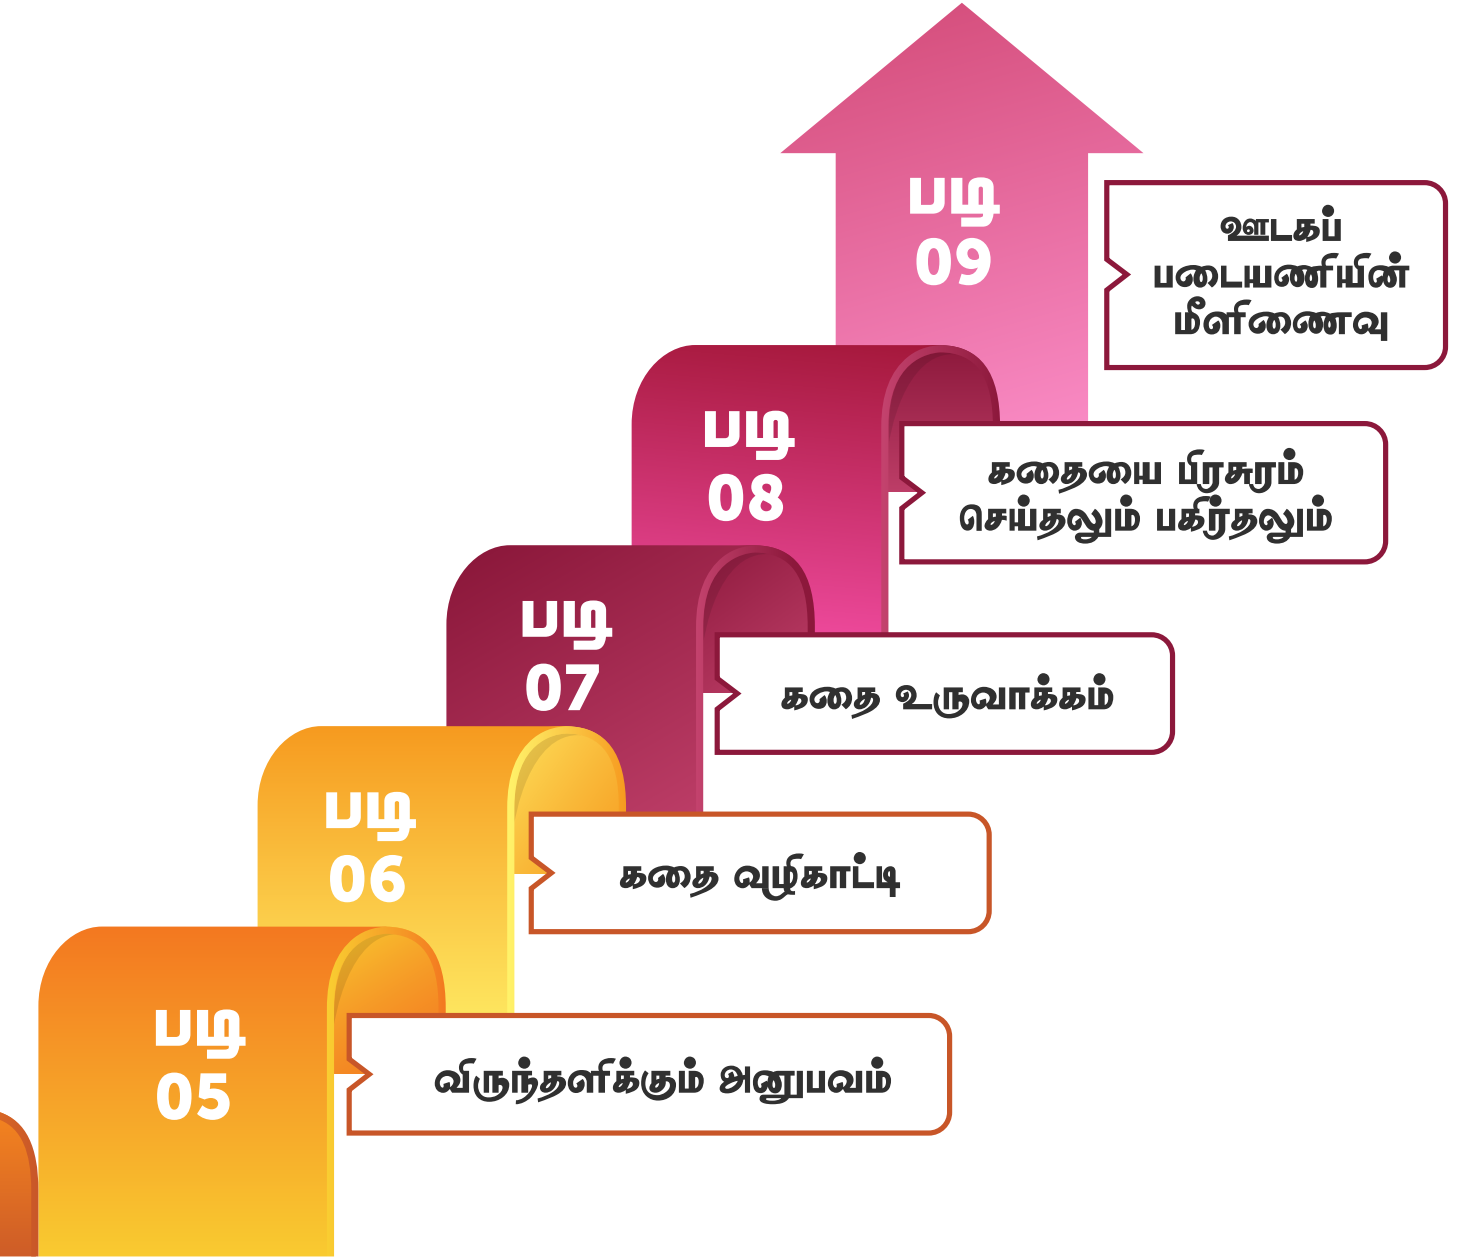 படி
09
ஊடகப்
படையணியின்
மீளிணைவு
படி
08
கதையை பிரசுரம்
செய்தலும் பகிர்தலும்
படி
07
கதை உருவாக்கம்
படி
06
கதை வழிகாட்டி
படி
05
விருந்தளிக்கும் அனுபவம்